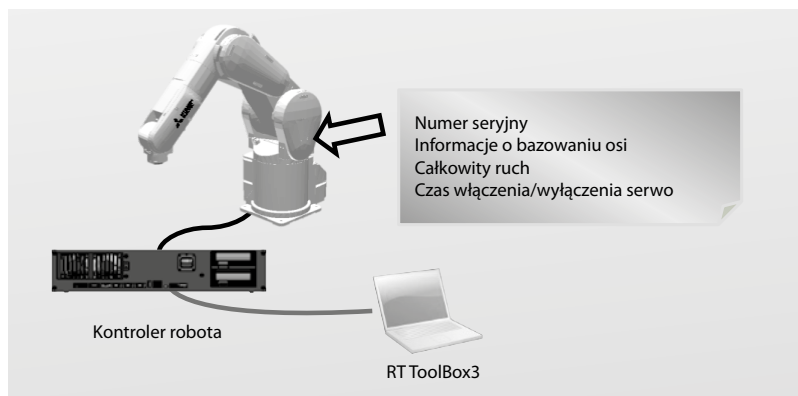 Numer seryjny
Informacje o bazowaniu osi
Całkowity ruch
Czas włączenia/wyłączenia serwo
Kontroler robota
RT ToolBox3